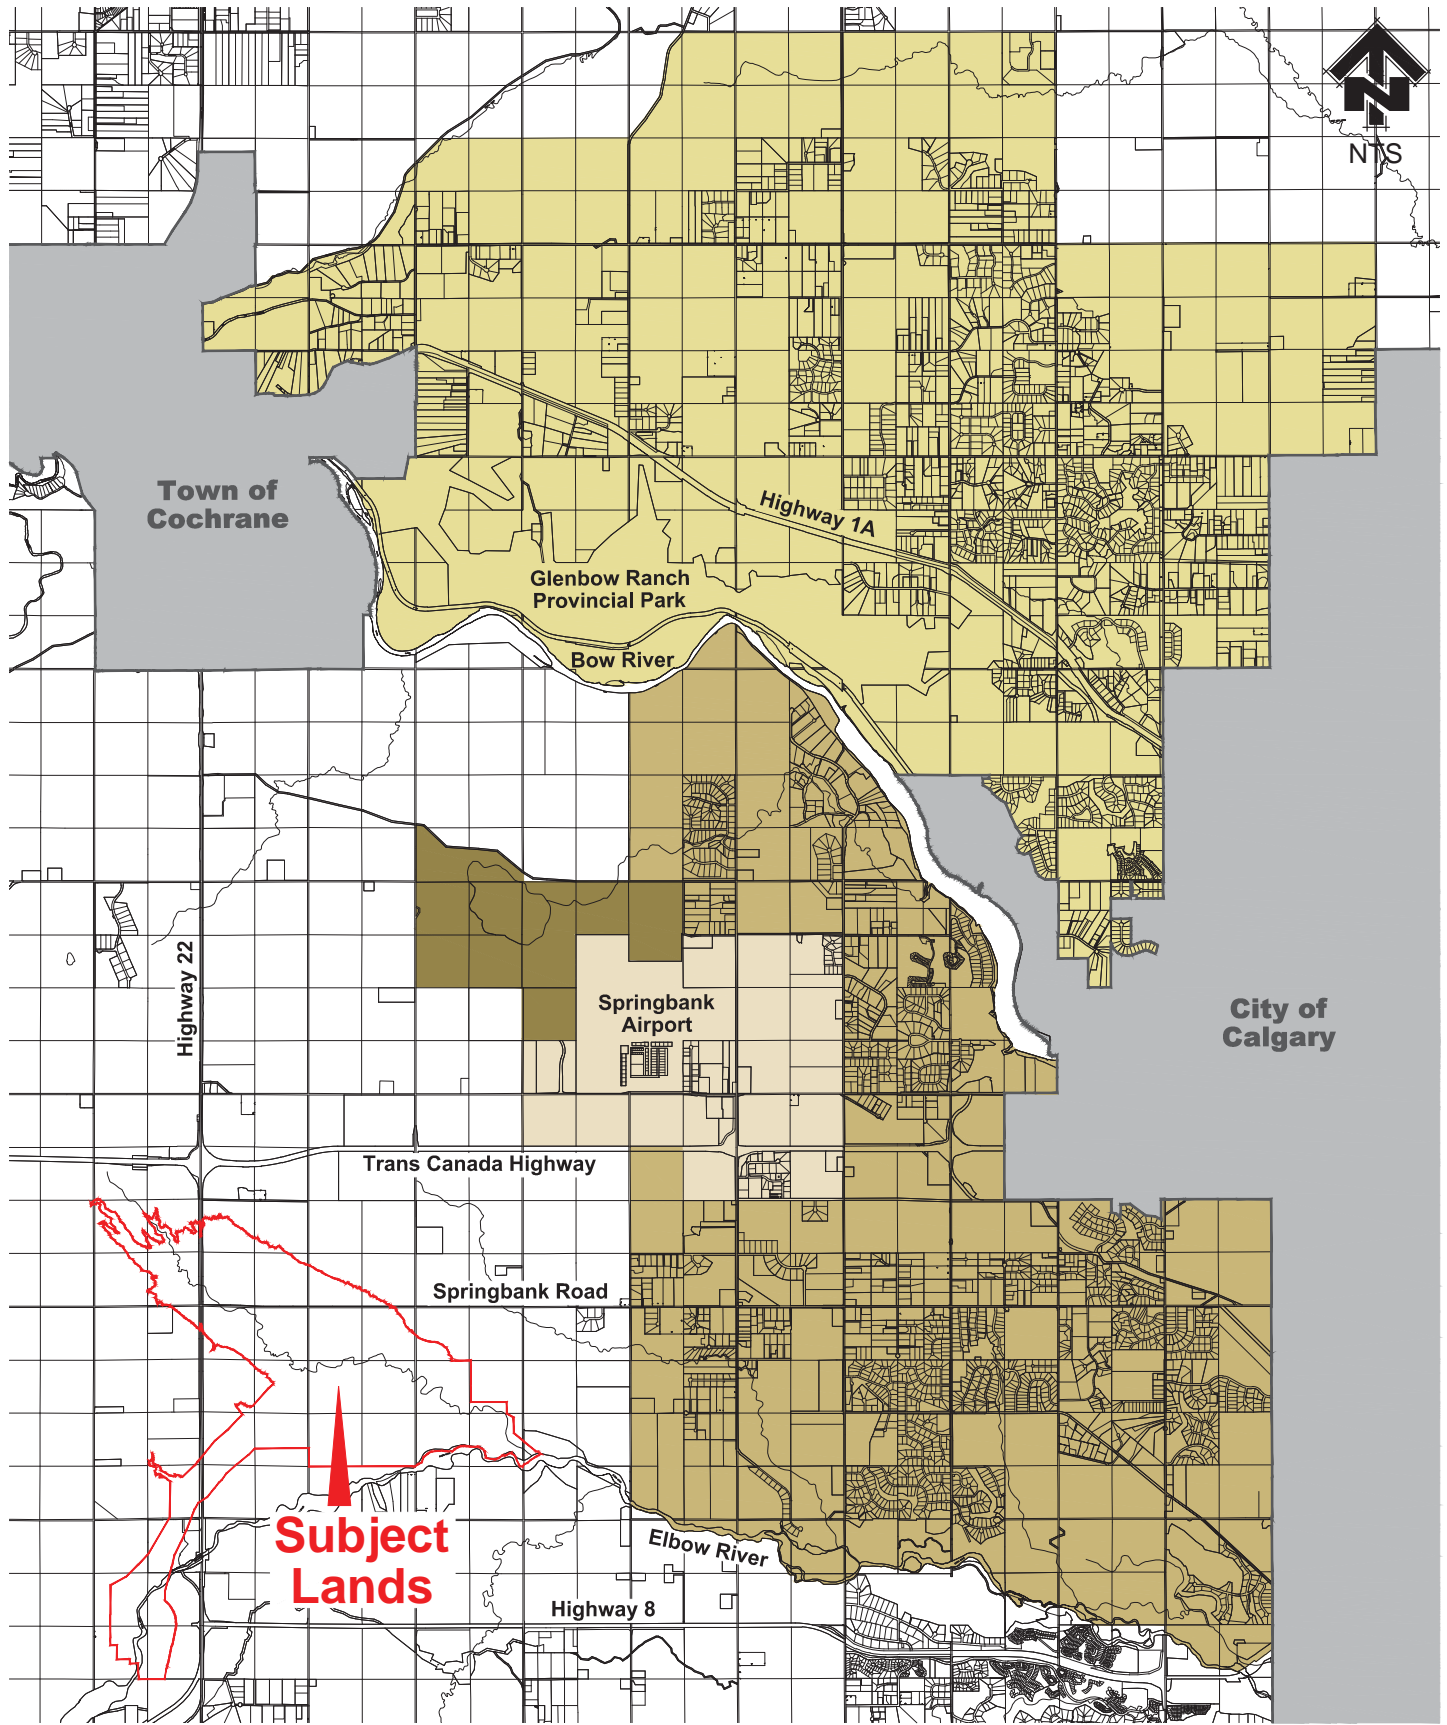 N
NTS
Town of
Cochrane
Highway 1A
Glenbow Ranch
Provincial Park
Bow River
Highway 22
Springbank
Airport
City of
Calgary
Trans Canada Highway
Springbank Road
Subject
Lands
Elbow River
Highway 8